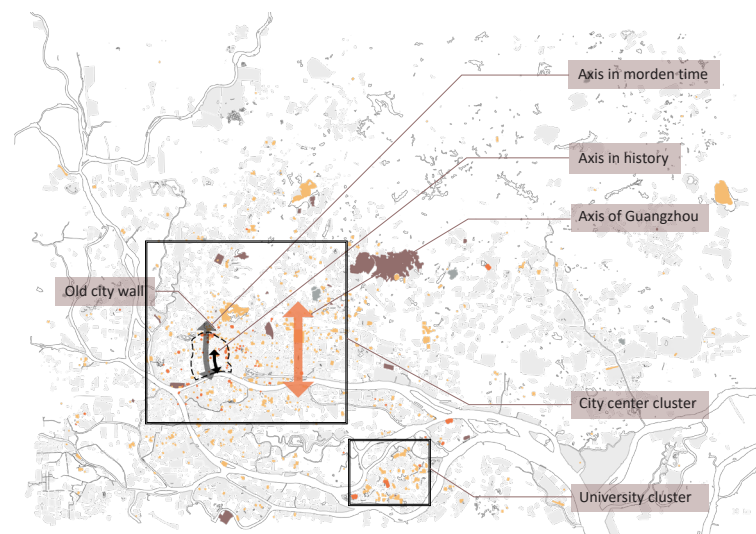 Axis in morden time
Axis in history
Axis of Guangzhou
Old city wall
City center cluster
University cluster